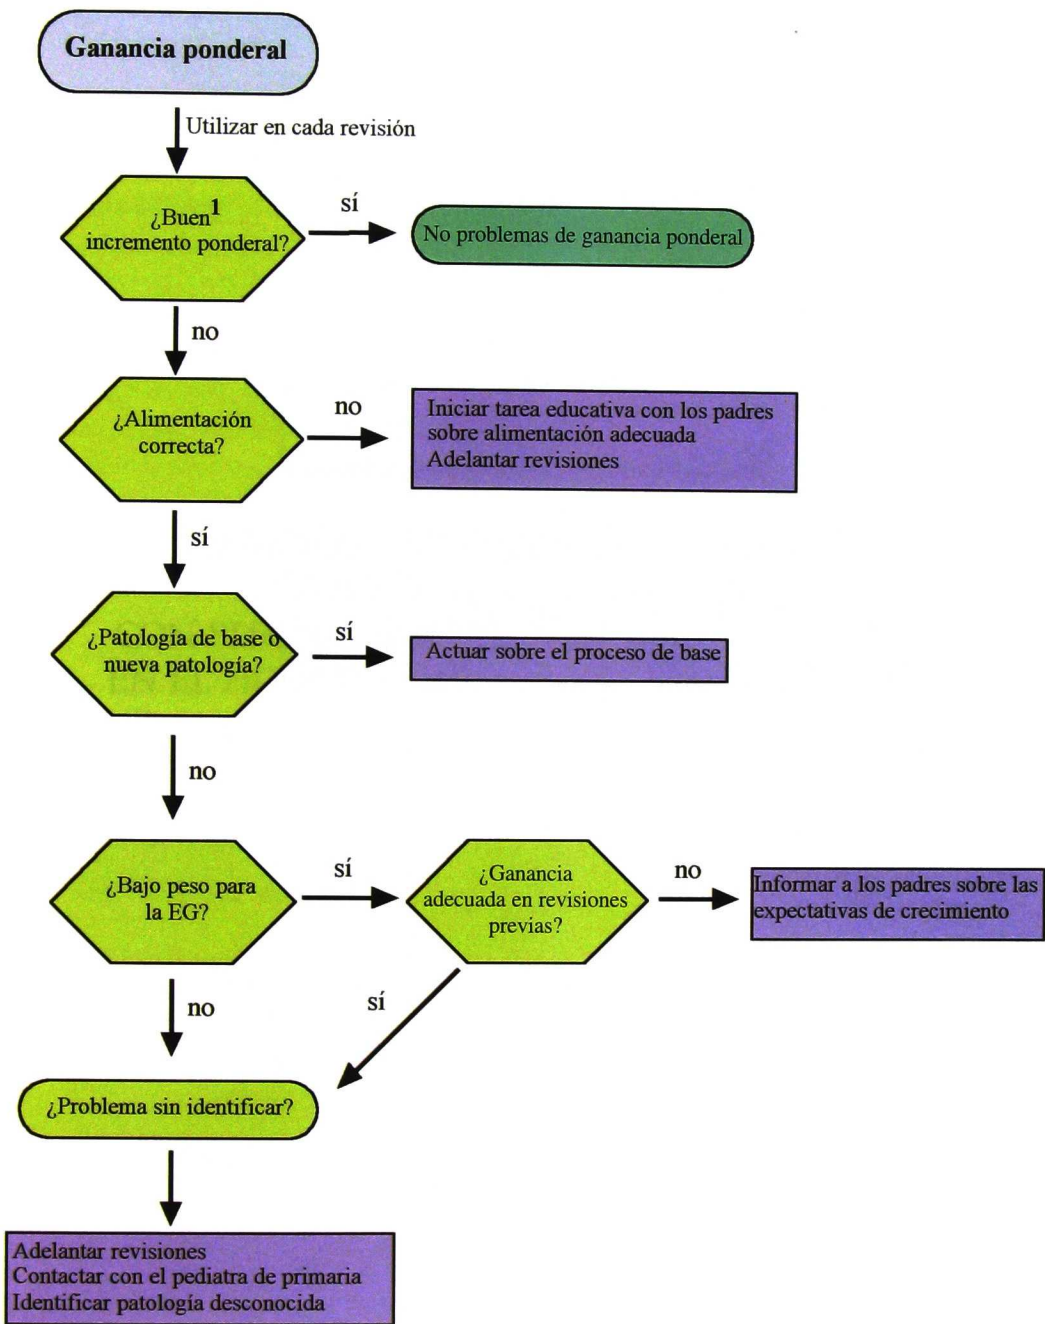 Ganancia ponderal
Utilizar en cada revisión
¿Buen1
incremento ponderal?
sí
No problemas de ganancia ponderal
no
¿Alimentación
correcta?
no
Iniciar tarea educativa con los padres
sobre alimentación adecuada
Adelantar revisiones
sí
¿Patología de base o
nueva patología?
sí
Actuar sobre el proceso de base
no
¿Bajo peso para
la EG?
sí
¿Ganancia
adecuada en revisiones
previas?
no
Informar a los padres sobre las
expectativas de crecimiento
no
sí
¿Problema sin identificar?
Adelantar revisiones
Contactar con el pediatra de primaria
Identificar patología desconocida